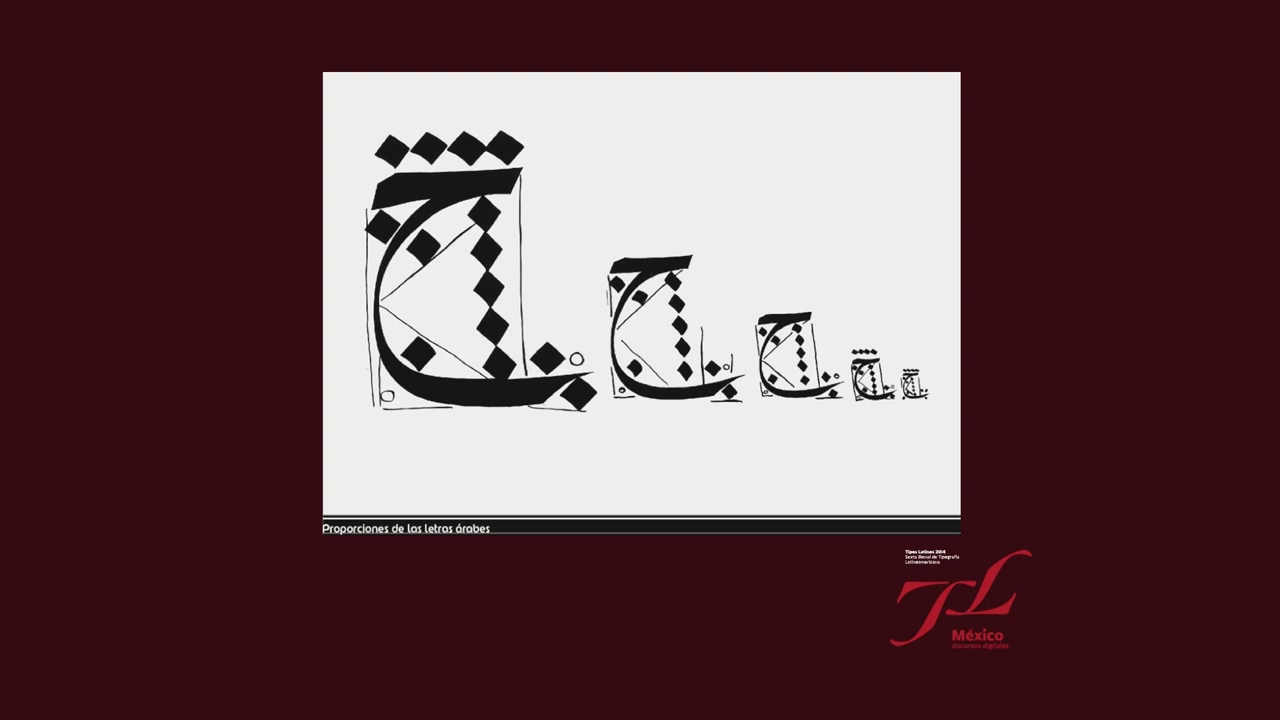 ح
ح
ح
ح
ح
Proporciones de las letras árabes
Tipos Latinos 2014
Sexta Bienal de Tipografía
Latinoamericana
TL
México
discursos digitales